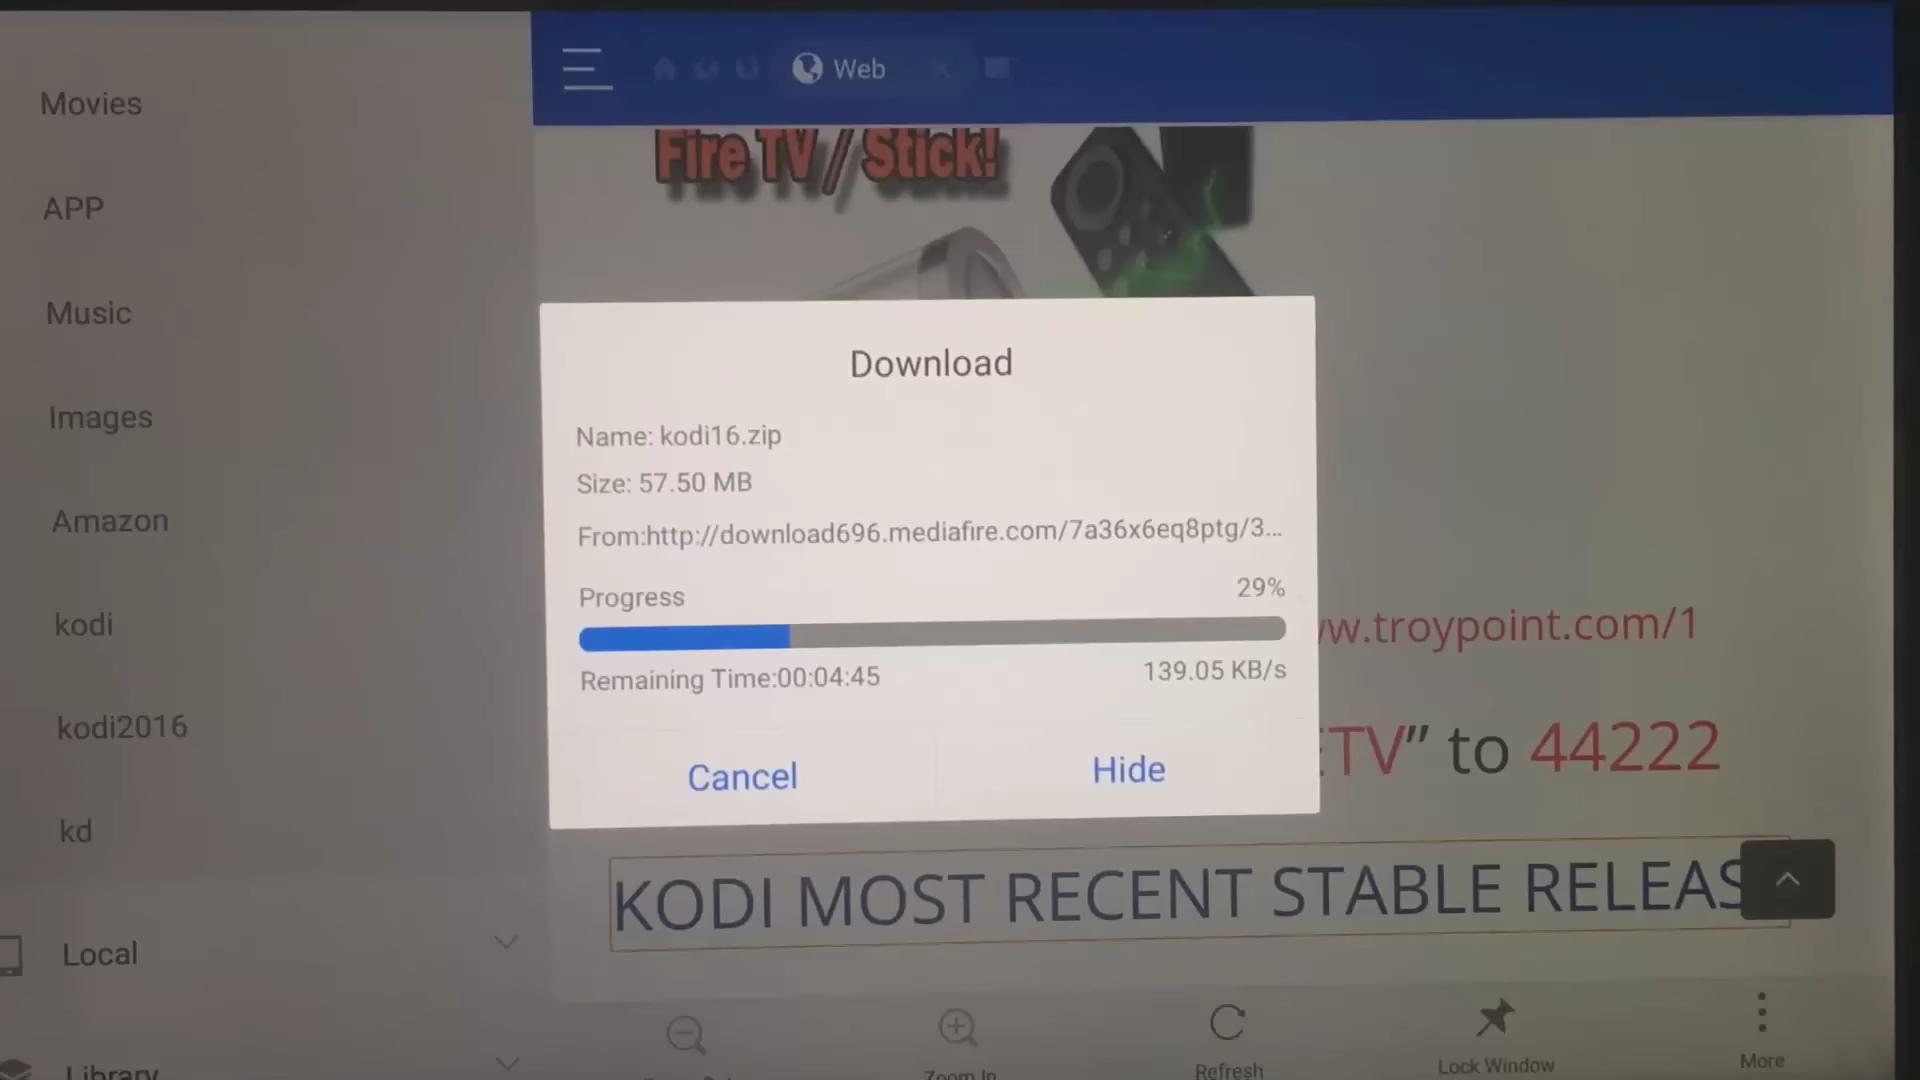 Movies
APP
Music
Images
Amazon
kodi
kodi2016
kd
Local
Library
Web
Fire TV / Stick!
Download
Name: kodi16.zip
Size: 57.50 MB
From:http://download696.mediafire.com/7a36x6eq8ptg/3...
Progress
29%
Remaining Time:00:04:45
139.05 KB/s
Cancel
Hide
w.troypoint.com/1
TV” to 44222
KODI MOST RECENT STABLE RELEAS
Zoom In
Refresh
Lock Window
More